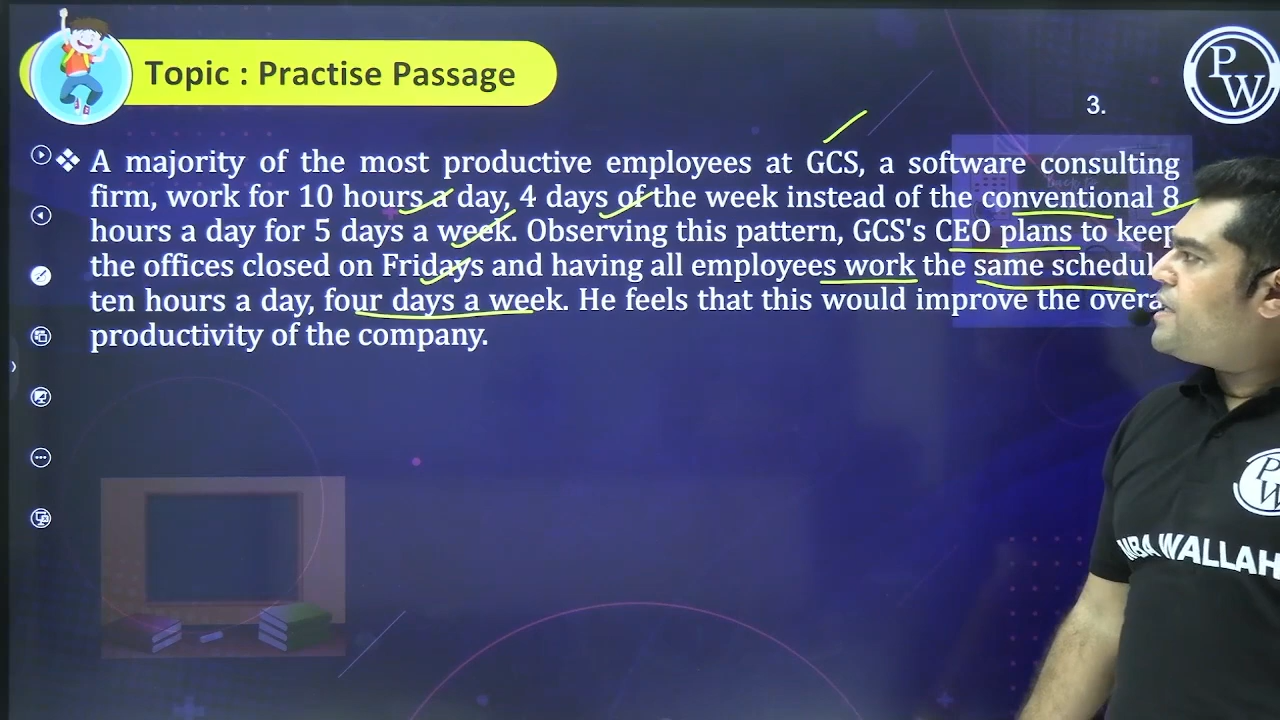 Topic : Practise Passage
PW
3.
❖ A majority of the most productive employees at GCS, a software consulting
firm, work for 10 hours a day, 4 days of the week instead of the conventional 8
hours a day for 5 days a week. Observing this pattern, GCS's CEO plans to keep
the offices closed on Fridays and having all employees work the same
ten hours a day, four days a week. He feels that this would improve the
productivity of the company.
PW
WALLAH